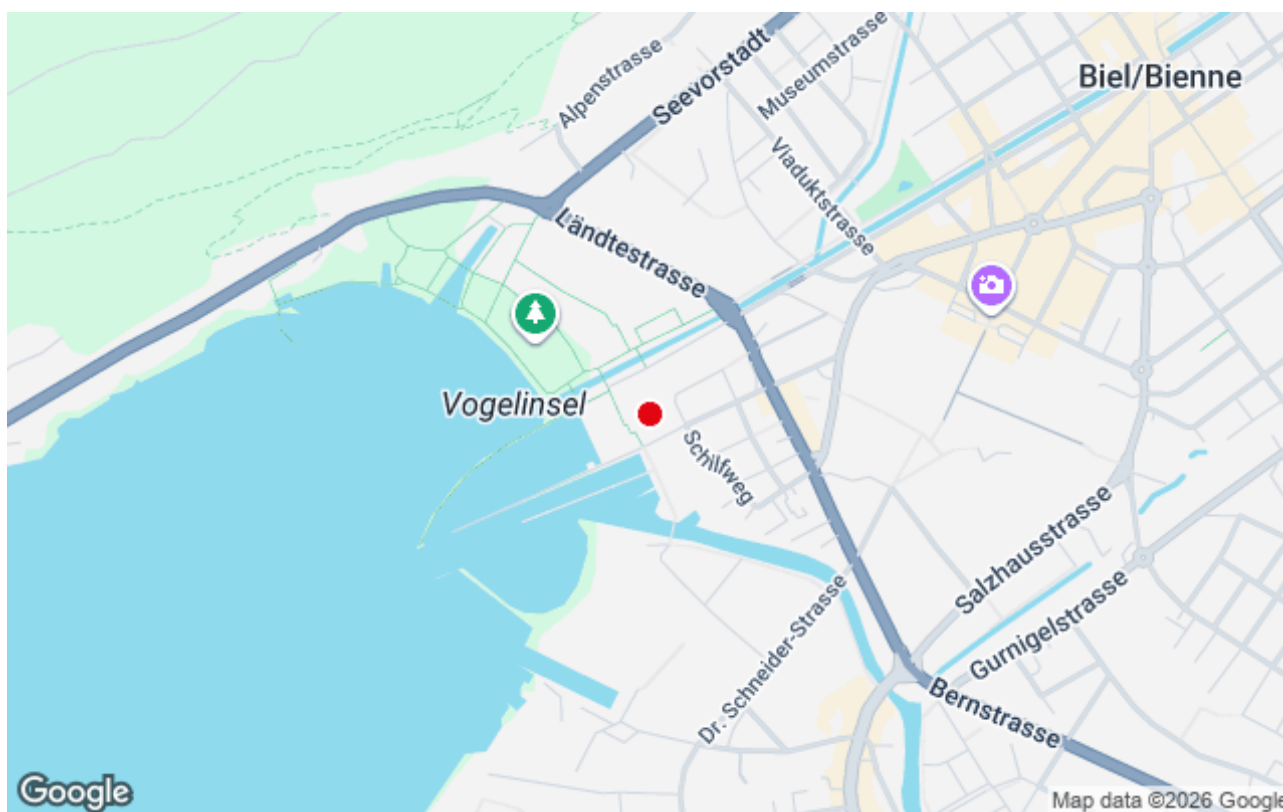 Biel/Bienne
Alpenstrasse
Seevorstadt
Museumstrasse
Viaduktstrasse
Ländtestrasse
Vogelinsel
Schilfweg
Salzhausstrasse
Gurnigelstrasse
Dr. Schneider-Strasse
Bernstrasse
Google
Map data ©2026 Google